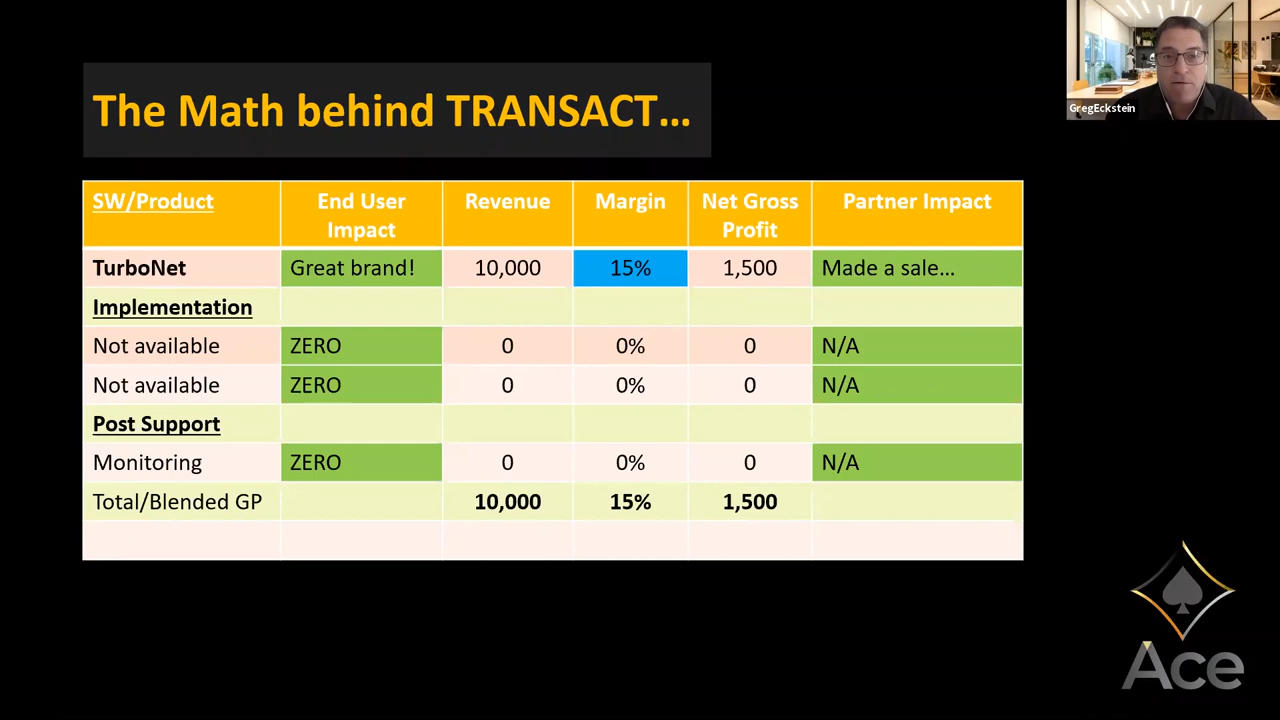 GregEckstein
The Math behind TRANSACT...
SW/Product End User Impact Revenue Margin Net Gross Profit Partner Impact
TurboNet Great brand! 10,000 15% 1,500 Made a sale...
Implementation
Not available ZERO 0 0% 0 N/A
Not available ZERO 0 0% 0 N/A
Post Support
Monitoring ZERO 0 0% 0 N/A
Total/Blended GP 10,000 15% 1,500
Ace